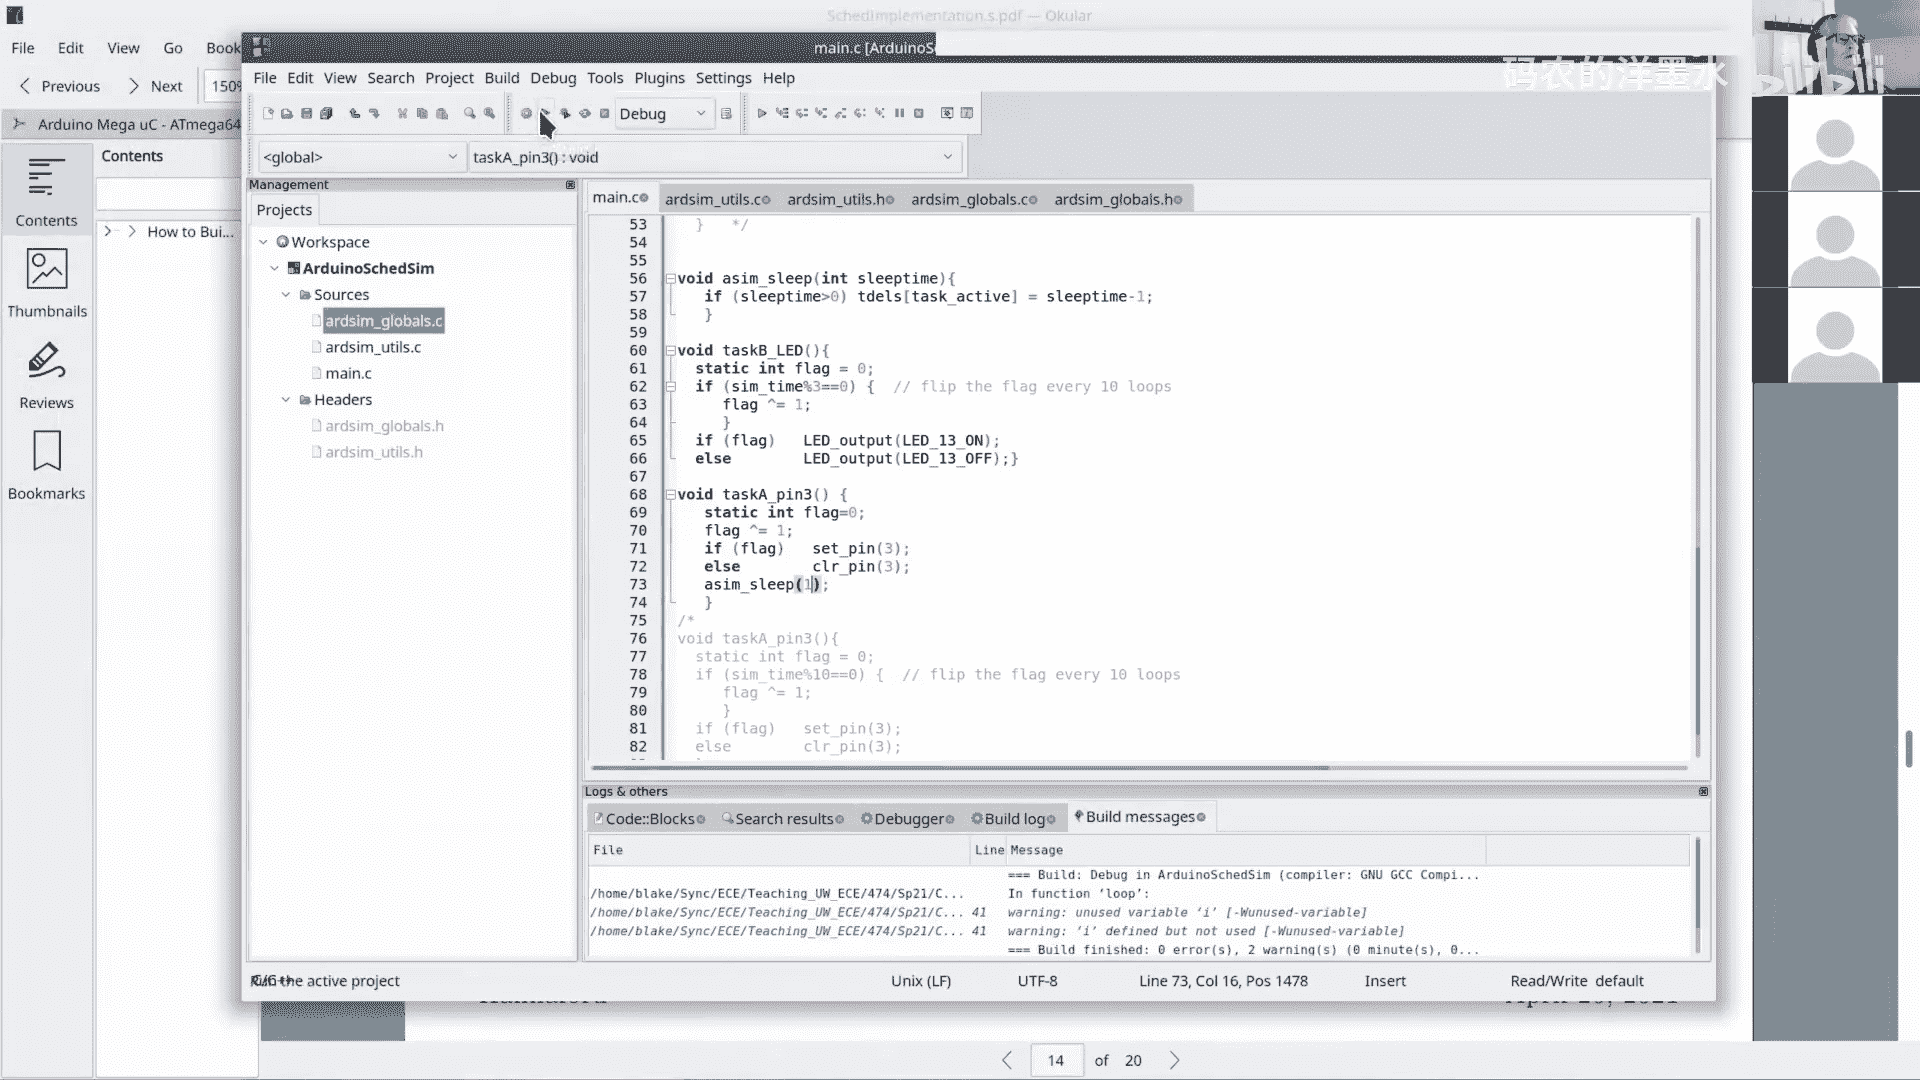 SchedImplementation.s.pdf — Okular
File Edit View Go Book
Previous Next 150%
Arduino Mega uC - ATmega64
Contents
Contents
Thumbnails
Reviews
Bookmarks
How to Bui...
main.c [ArduinoS
码农的洋墨水 bilibili
File Edit View Search Project Build Debug Tools Plugins Settings Help
Debug
<global> taskA_pin3() : void
Management
Projects
Workspace
ArduinoSchedSim
Sources
ardsim_globals.c
ardsim_utils.c
main.c
Headers
ardsim_globals.h
ardsim_utils.h
main.c ardsim_utils.c ardsim_utils.h ardsim_globals.c ardsim_globals.h
53 } */
54
55
56 void asim_sleep(int sleeptime){
57 if (sleeptime>0) tdels[task_active] = sleeptime-1;
58 }
59
60 void taskB_LED(){
61 static int flag = 0;
62 if (sim_time%3==0) { // flip the flag every 10 loops
63 flag ^= 1;
64 }
65 if (flag) LED_output(LED_13_ON);
66 else LED_output(LED_13_OFF);}
67
68 void taskA_pin3() {
69 static int flag=0;
70 flag ^= 1;
71 if (flag) set_pin(3);
72 else clr_pin(3);
73 asim_sleep(1);
74 }
75 /*
76 void taskA_pin3(){
77 static int flag = 0;
78 if (sim_time%10==0) { // flip the flag every 10 loops
79 flag ^= 1;
80 }
81 if (flag) set_pin(3);
82 else clr_pin(3);
Logs & others
Code::Blocks Search results Debugger Build log Build messages
File Line Message
=== Build: Debug in ArduinoSchedSim (compiler: GNU GCC Compi...
/home/blake/Sync/ECE/Teaching_UW_ECE/474/Sp21/C... In function ‘loop’:
/home/blake/Sync/ECE/Teaching_UW_ECE/474/Sp21/C... 41 warning: unused variable ‘i’ [-Wunused-variable]
/home/blake/Sync/ECE/Teaching_UW_ECE/474/Sp21/C... 41 warning: ‘i’ defined but not used [-Wunused-variable]
=== Build finished: 0 error(s), 2 warning(s) (0 minute(s), 0...
the active project Unix (LF) UTF-8 Line 73, Col 16, Pos 1478 Insert Read/Write default
14 of 20